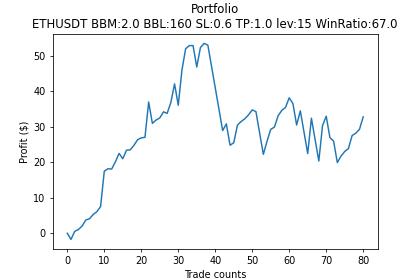 Portfolio
ETHUSDT BBM:2.0 BBL:160 SL:0.6 TP:1.0 lev:15 WinRatio:67.0
50
40
30
20
10
0
Profit ($)
0 10 20 30 40 50 60 70 80
Trade counts